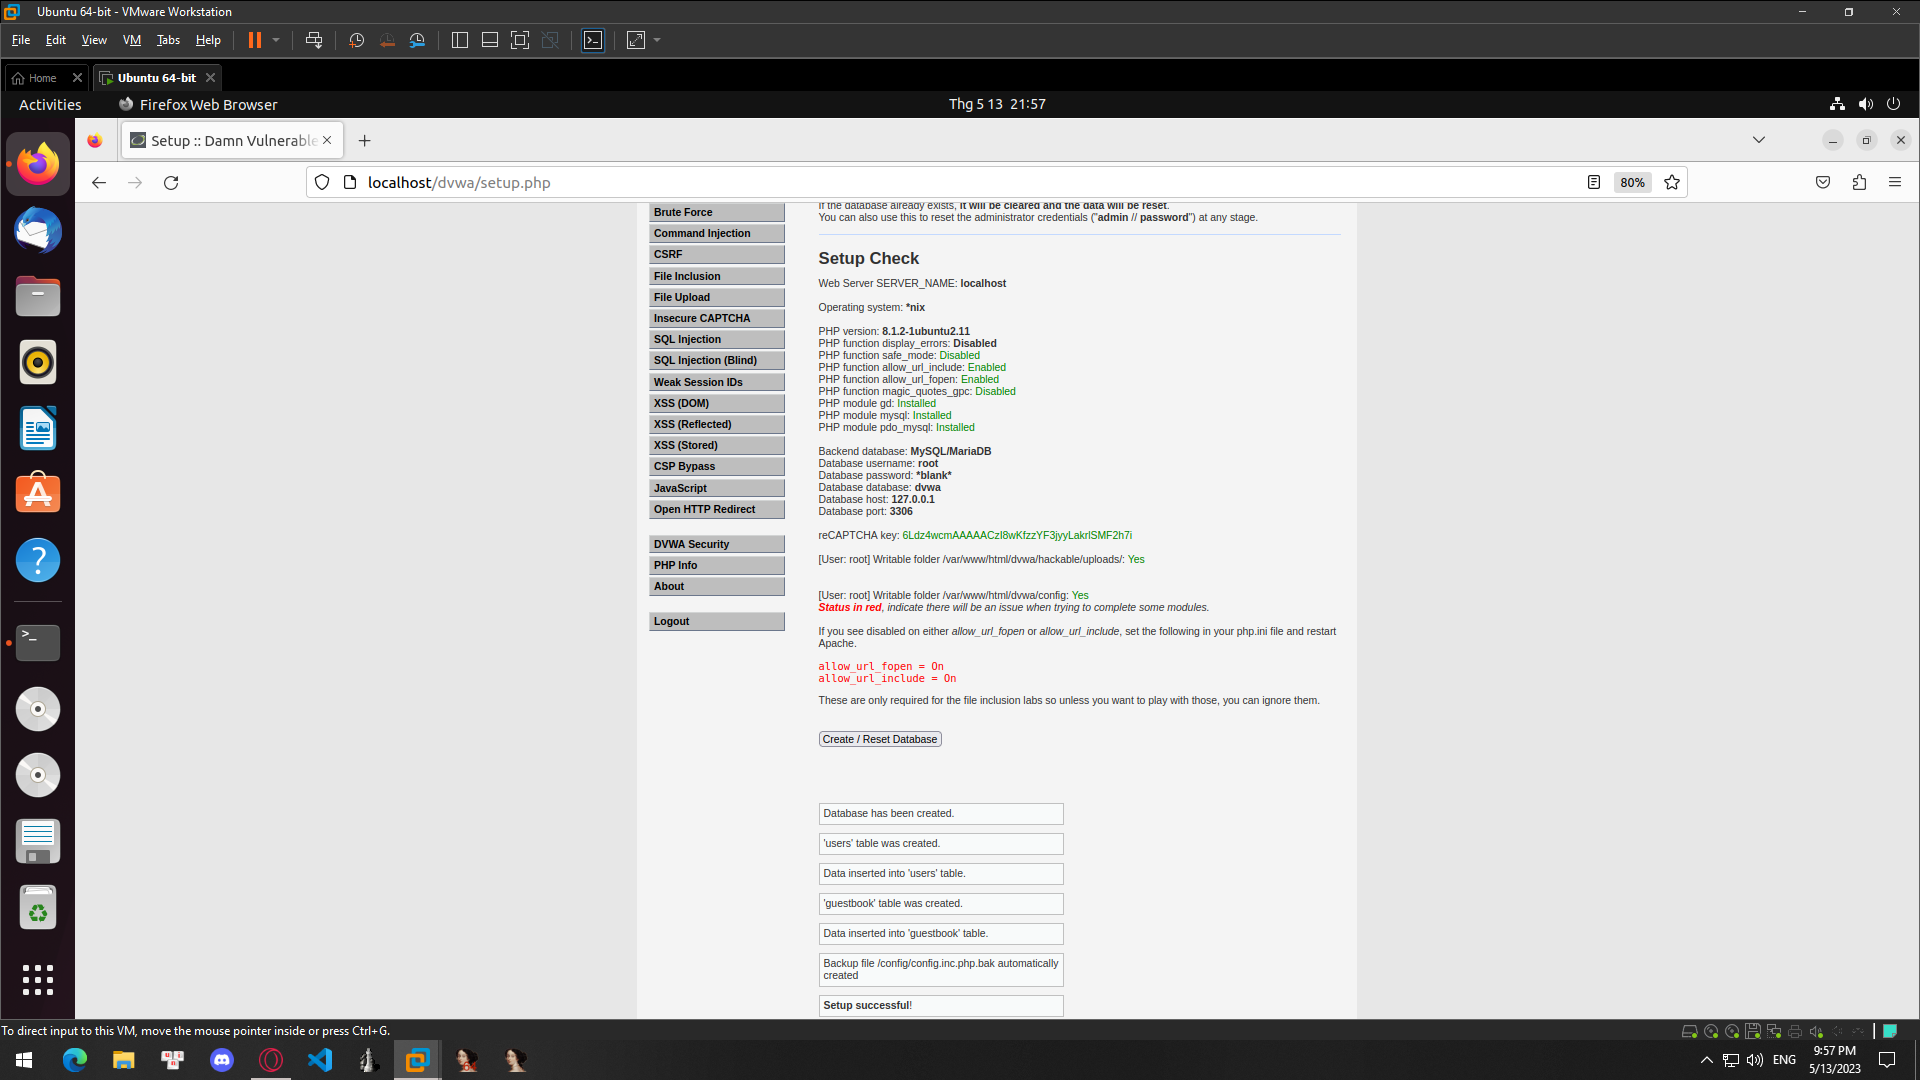 Ubuntu 64-bit - VMware Workstation
File Edit View VM Tabs Help
Home Ubuntu 64-bit
Activities Firefox Web Browser Thg 5 13 21:57
Setup :: Damn Vulnerable
localhost/dvwa/setup.php 80%
If the database already exists, it will be cleared and the data will be reset.
You can also use this to reset the administrator credentials ("admin // password") at any stage.
Brute Force
Command Injection
CSRF
File Inclusion
File Upload
Insecure CAPTCHA
SQL Injection
SQL Injection (Blind)
Weak Session IDs
XSS (DOM)
XSS (Reflected)
XSS (Stored)
CSP Bypass
JavaScript
Open HTTP Redirect
DVWA Security
PHP Info
About
Logout
Setup Check
Web Server SERVER_NAME: localhost
Operating system: *nix
PHP version: 8.1.2-1ubuntu2.11
PHP function display_errors: Disabled
PHP function safe_mode: Disabled
PHP function allow_url_include: Enabled
PHP function allow_url_fopen: Enabled
PHP function magic_quotes_gpc: Disabled
PHP module gd: Installed
PHP module mysql: Installed
PHP module pdo_mysql: Installed
Backend database: MySQL/MariaDB
Database username: root
Database password: *blank*
Database database: dvwa
Database host: 127.0.0.1
Database port: 3306
reCAPTCHA key:
[User: root] Writable folder /var/www/html/dvwa/hackable/uploads/: Yes
[User: root] Writable folder /var/www/html/dvwa/config: Yes
Status in red, indicate there will be an issue when trying to complete some modules.
If you see disabled on either allow_url_fopen or allow_url_include, set the following in your php.ini file and restart
Apache.
allow_url_fopen = On
allow_url_include = On
These are only required for the file inclusion labs so unless you want to play with those, you can ignore them.
Create / Reset Database
Database has been created.
'users' table was created.
Data inserted into 'users' table.
'guestbook' table was created.
Data inserted into 'guestbook' table.
Backup file /config/config.inc.php.bak automatically
created
Setup successful!
To direct input to this VM, move the mouse pointer inside or press Ctrl+G.
ENG
9:57 PM
5/13/2023